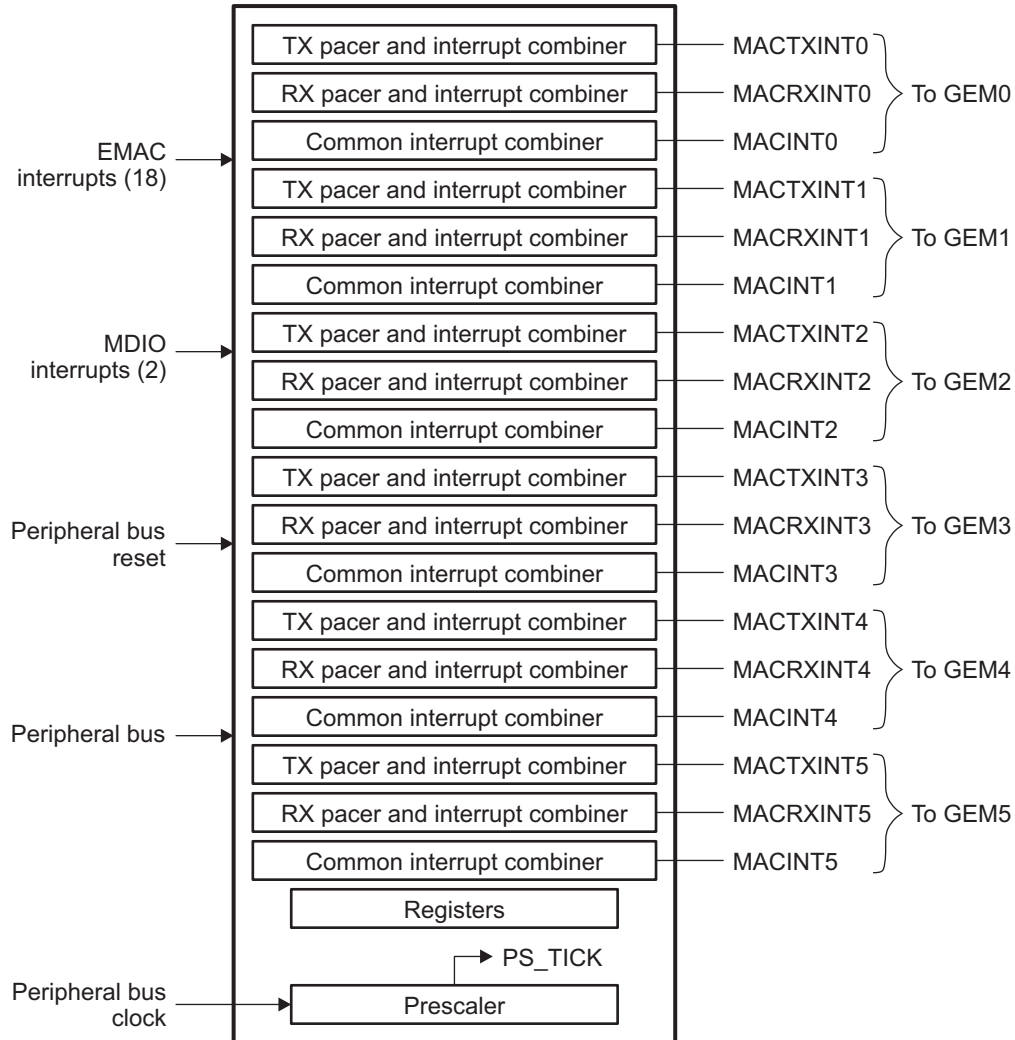 TX pacer and interrupt combiner MACTXINT0
RX pacer and interrupt combiner MACRXINT0 To GEM0
Common interrupt combiner MACINT0
EMAC
interrupts (18)
TX pacer and interrupt combiner MACTXINT1
RX pacer and interrupt combiner MACRXINT1 To GEM1
Common interrupt combiner MACINT1
MDIO
interrupts (2)
TX pacer and interrupt combiner MACTXINT2
RX pacer and interrupt combiner MACRXINT2 To GEM2
Common interrupt combiner MACINT2
TX pacer and interrupt combiner MACTXINT3
Peripheral bus
reset
RX pacer and interrupt combiner MACRXINT3 To GEM3
Common interrupt combiner MACINT3
TX pacer and interrupt combiner MACTXINT4
RX pacer and interrupt combiner MACRXINT4 To GEM4
Common interrupt combiner MACINT4
Peripheral bus
TX pacer and interrupt combiner MACTXINT5
RX pacer and interrupt combiner MACRXINT5 To GEM5
Common interrupt combiner MACINT5
Registers
PS_TICK
Peripheral bus
clock
Prescaler